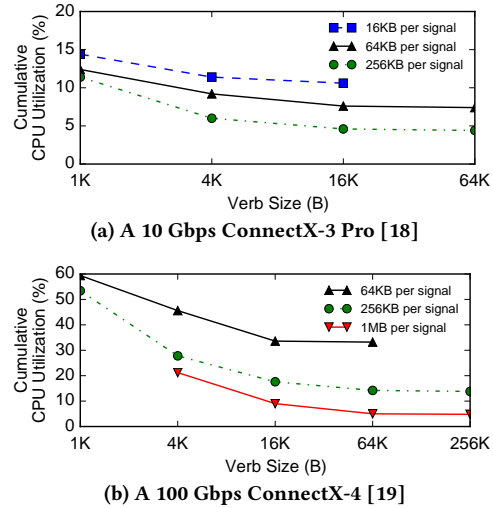 20
15
10
5
0
Cumulative
CPU Utilization (%)
16KB per signal
64KB per signal
256KB per signal
1K 4K 16K 64K
Verb Size (B)
(a) A 10 Gbps ConnectX-3 Pro [18]
60
50
40
30
20
10
0
Cumulative
CPU Utilization (%)
64KB per signal
256KB per signal
1MB per signal
1K 4K 16K 64K 256K
Verb Size (B)
(b) A 100 Gbps ConnectX-4 [19]